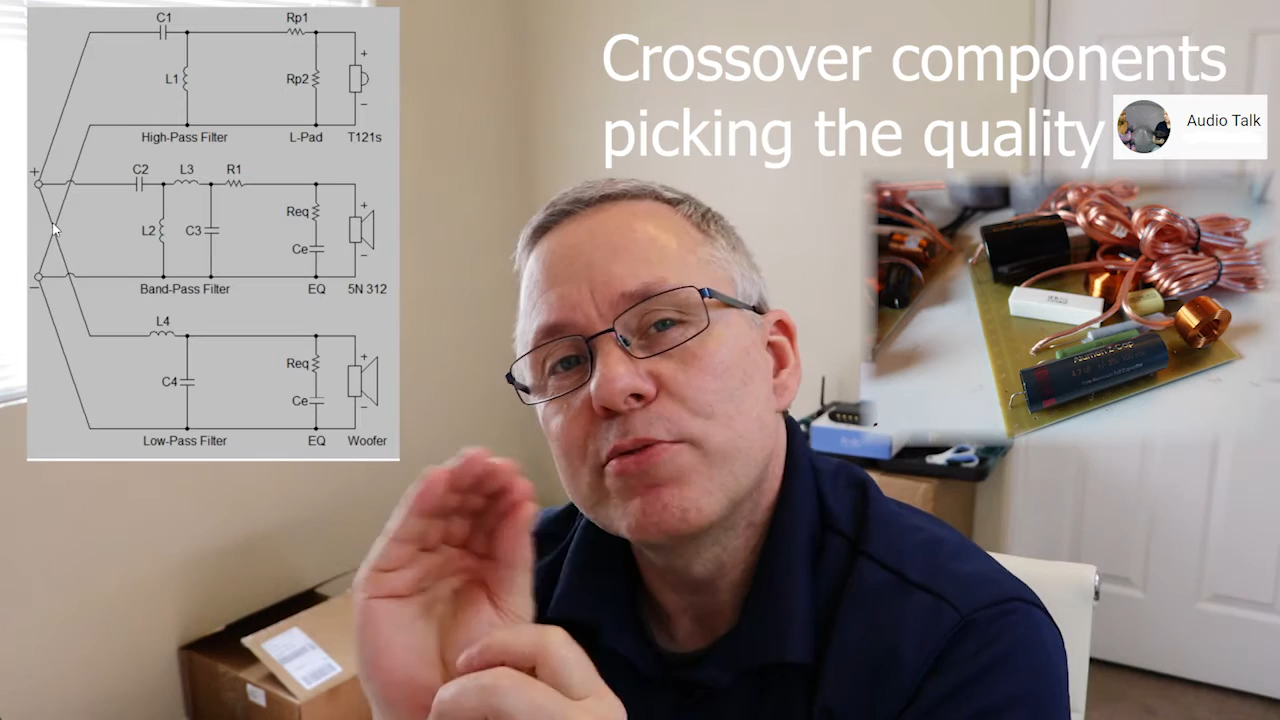 C1
Rp1
L1
Rp2
+
−
High-Pass Filter
L-Pad
T121s
+
C2
L3
R1
L2
C3
Req
Ce
+
−
−
Band-Pass Filter
EQ
5N 312
L4
C4
Req
Ce
+
−
Low-Pass Filter
EQ
Woofer
Crossover components
picking the quality
Audio Talk